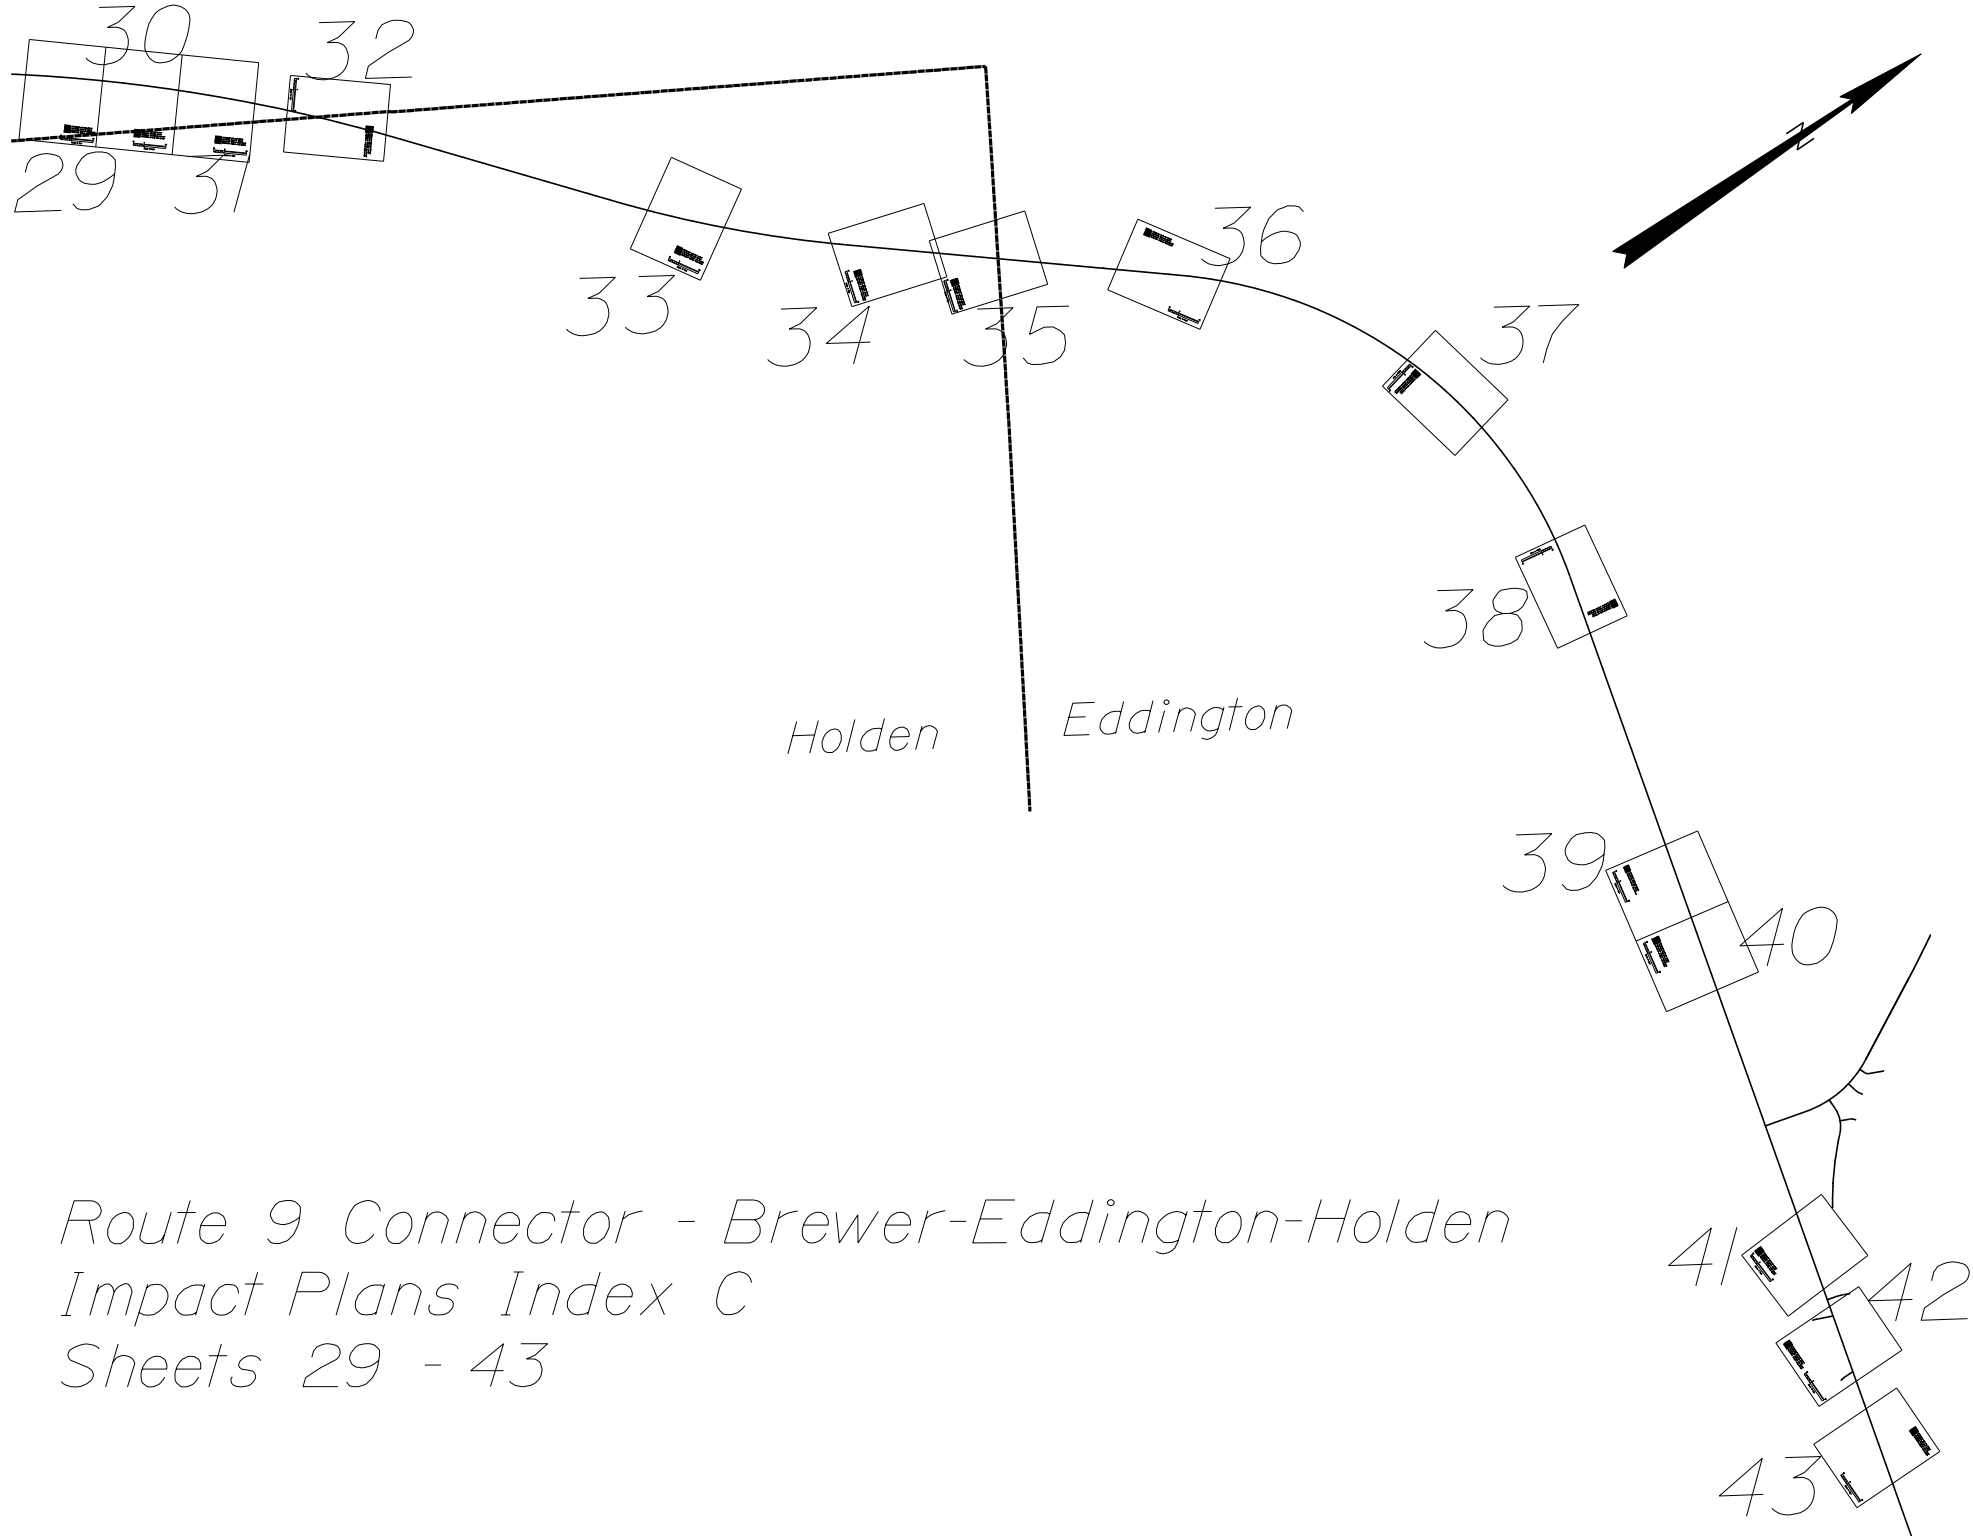 30
32
29
31
N
36
33
34
35
37
38
Holden
Eddington
39
40
Route 9 Connector - Brewer-Eddington-Holden
Impact Plans Index C
Sheets 29 - 43
41
42
43